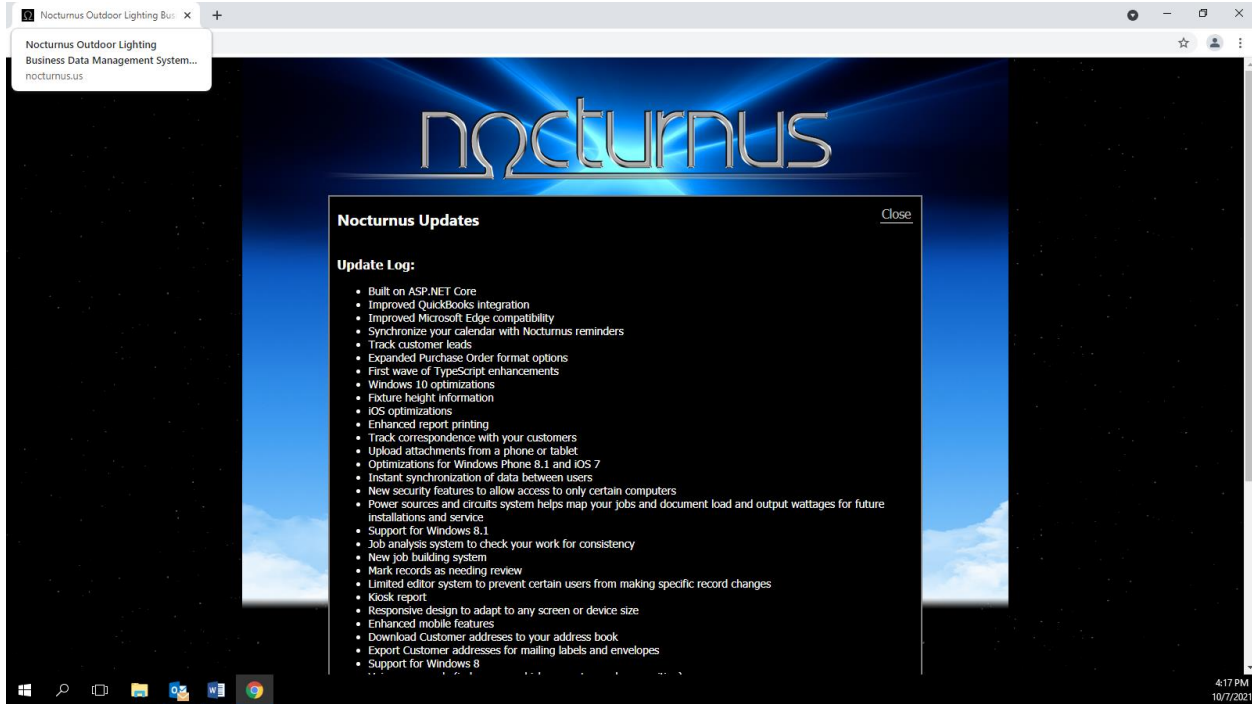 Nocturnus Outdoor Lighting Bus
Nocturnus Outdoor Lighting
Business Data Management System...
nocturnus.us
nocturnus
Nocturnus Updates
Close
Update Log:
• Built on ASP.NET Core
• Improved QuickBooks integration
• Improved Microsoft Edge compatibility
• Synchronize your calendar with Nocturnus reminders
• Track customer leads
• Expanded Purchase Order format options
• First wave of TypeScript enhancements
• Windows 10 optimizations
• Fixture height information
• iOS optimizations
• Enhanced report printing
• Track correspondence with your customers
• Upload attachments from a phone or tablet
• Optimizations for Windows Phone 8.1 and iOS 7
• Instant synchronization of data between users
• New security features to allow access to only certain computers
• Power sources and circuits system helps map your jobs and document load and output wattages for future
installations and service
• Support for Windows 8.1
• Job analysis system to check your work for consistency
• New job building system
• Mark records as needing review
• Limited editor system to prevent certain users from making specific record changes
• Kiosk report
• Responsive design to adapt to any screen or device size
• Enhanced mobile features
• Download Customer addreses to your address book
• Export Customer addresses for mailing labels and envelopes
• Support for Windows 8
4:17 PM
10/7/2021